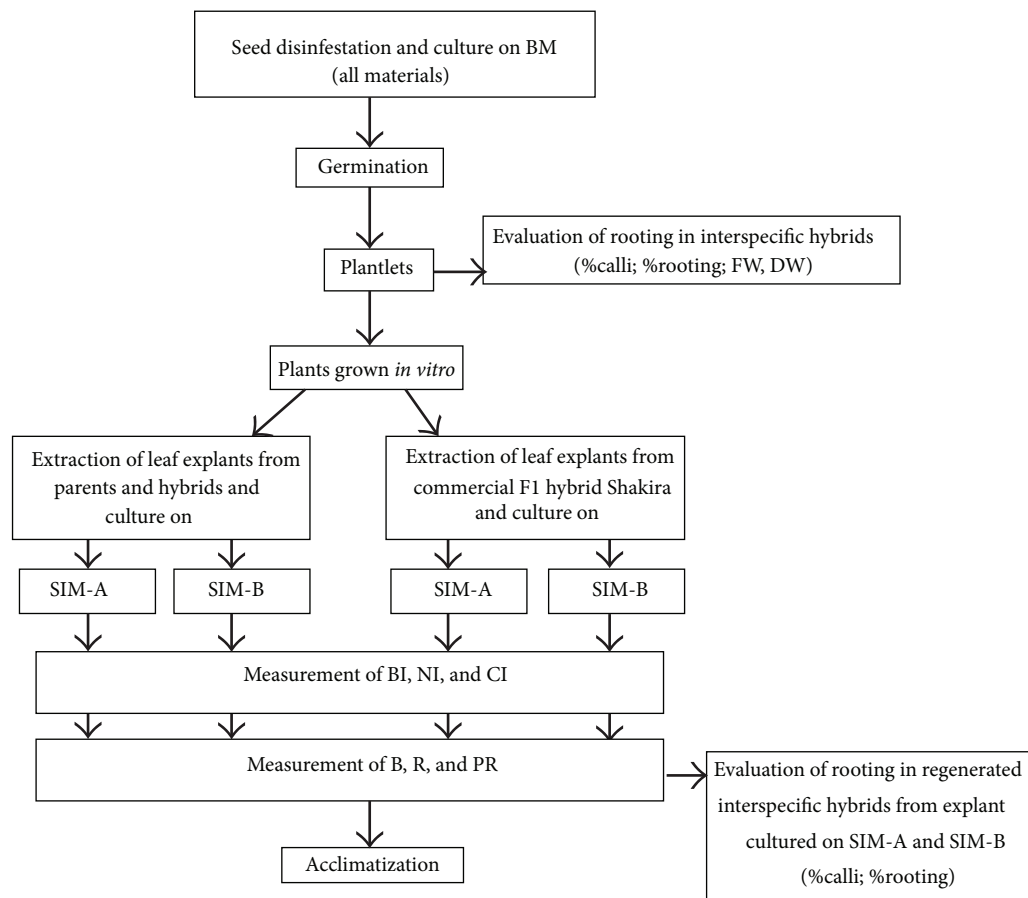 Seed disinfestation and culture on BM
(all materials)
Germination
Plantlets
Evaluation of rooting in interspecific hybrids
(%calli; %rooting; FW, DW)
Plants grown in vitro
Extraction of leaf explants from
parents and hybrids and
culture on
Extraction of leaf explants from
commercial F1 hybrid Shakira
and culture on
SIM-A
SIM-B
SIM-A
SIM-B
Measurement of BI, NI, and CI
Measurement of B, R, and PR
Evaluation of rooting in regenerated
interspecific hybrids from explant
cultured on SIM-A and SIM-B
(%calli; %rooting)
Acclimatization